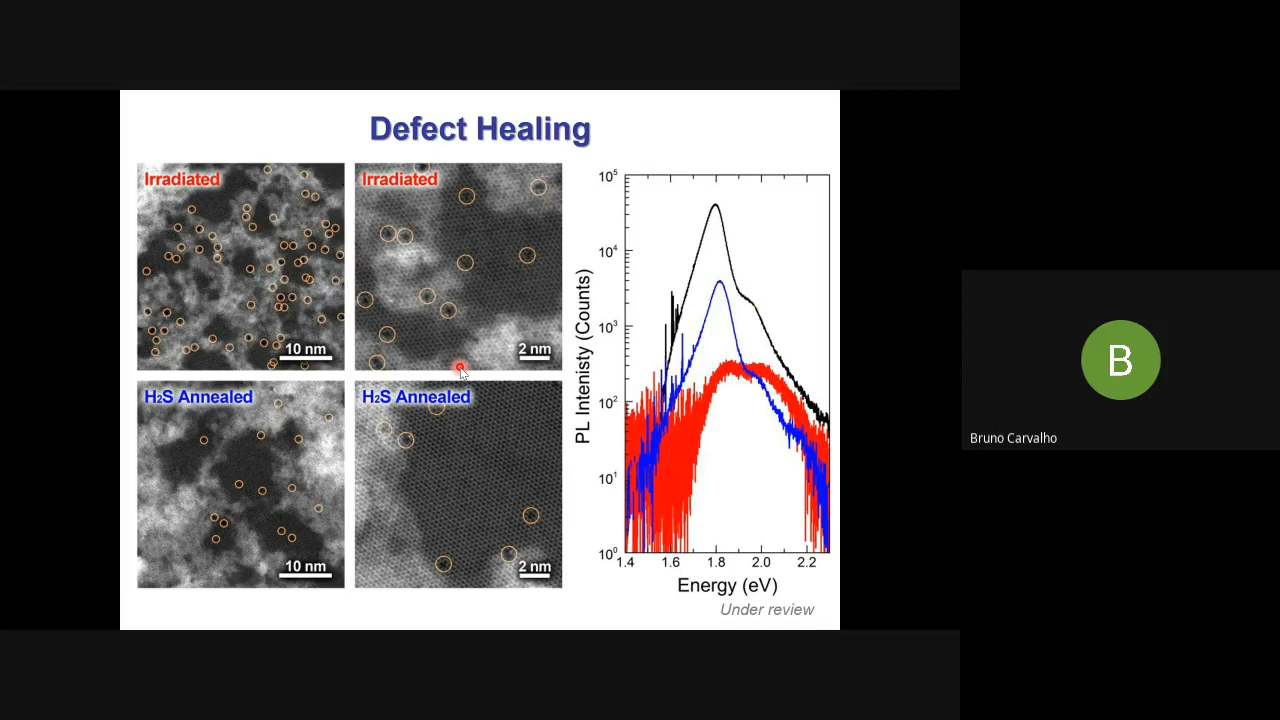 Defect Healing
Irradiated
10 nm
Irradiated
2 nm
H2S Annealed
10 nm
H2S Annealed
2 nm
PL Intenisty (Counts)
10⁵
10⁴
10³
10²
10¹
10⁰
1.4 1.6 1.8 2.0 2.2
Energy (eV)
Under review
B
Bruno Carvalho